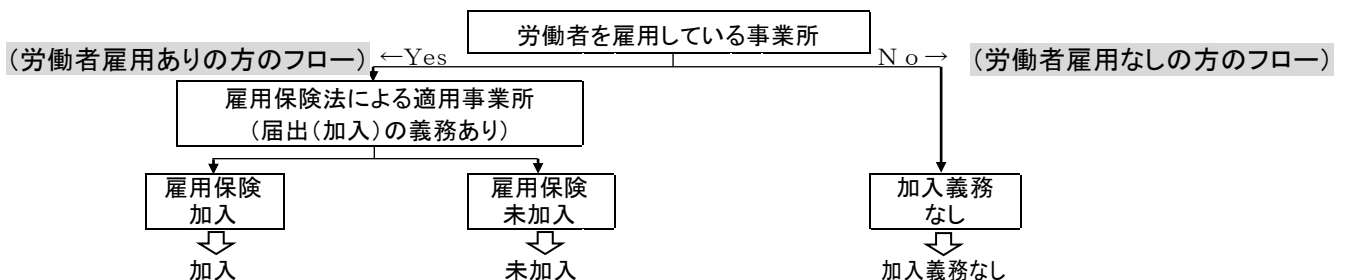 労働者を雇用している事業所
(労働者雇用ありの方のフロー)
←Yes
No→
(労働者雇用なしの方のフロー)
雇用保険法による適用事業所
(届出(加入)の義務あり)
雇用保険
加入
雇用保険
未加入
加入義務
なし
加入
未加入
加入義務なし